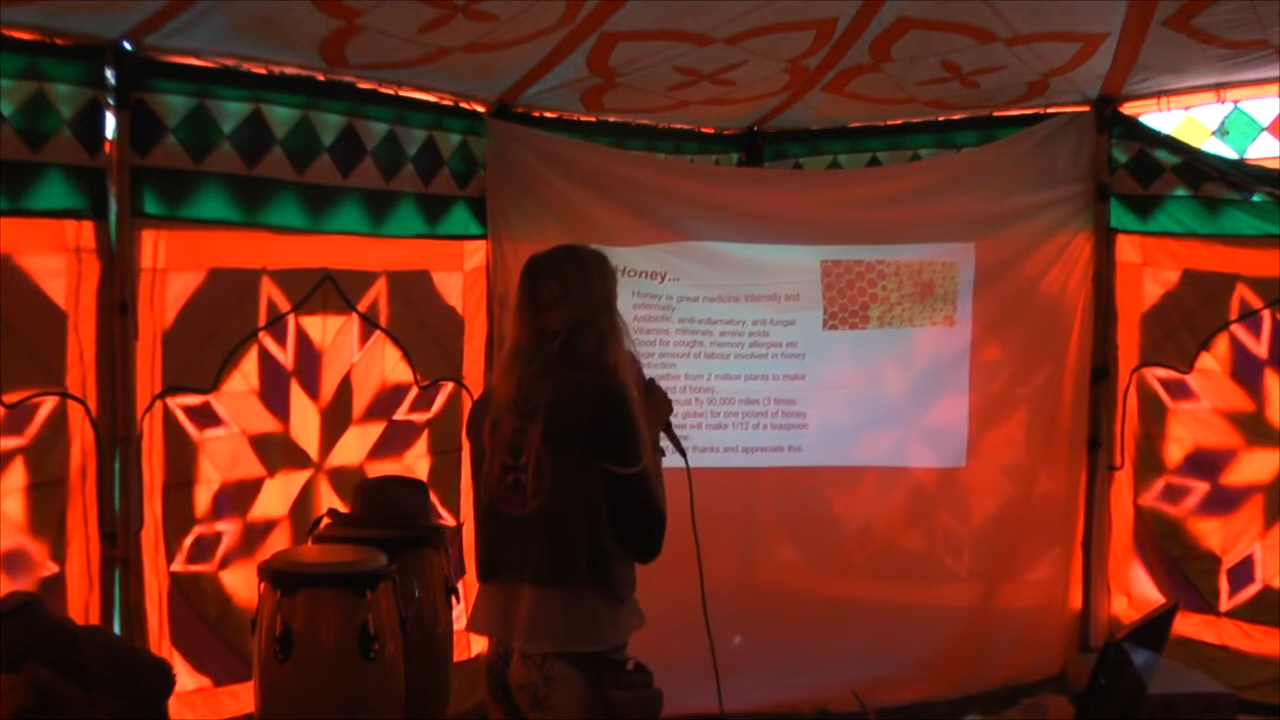 Honey...
Honey is great medicine, internally and
externally
Antibiotic, anti-inflamatory, anti-fungal
Vitamins, minerals, amino acids
Good for coughs, memory allergies etc
amount of labour involved in honey
gather from 2 million plants to make
of honey.
must fly 90,000 miles (3 times
globe) for one pound of honey
will make 1/12 of a teaspoon
thanks and appreciate this.